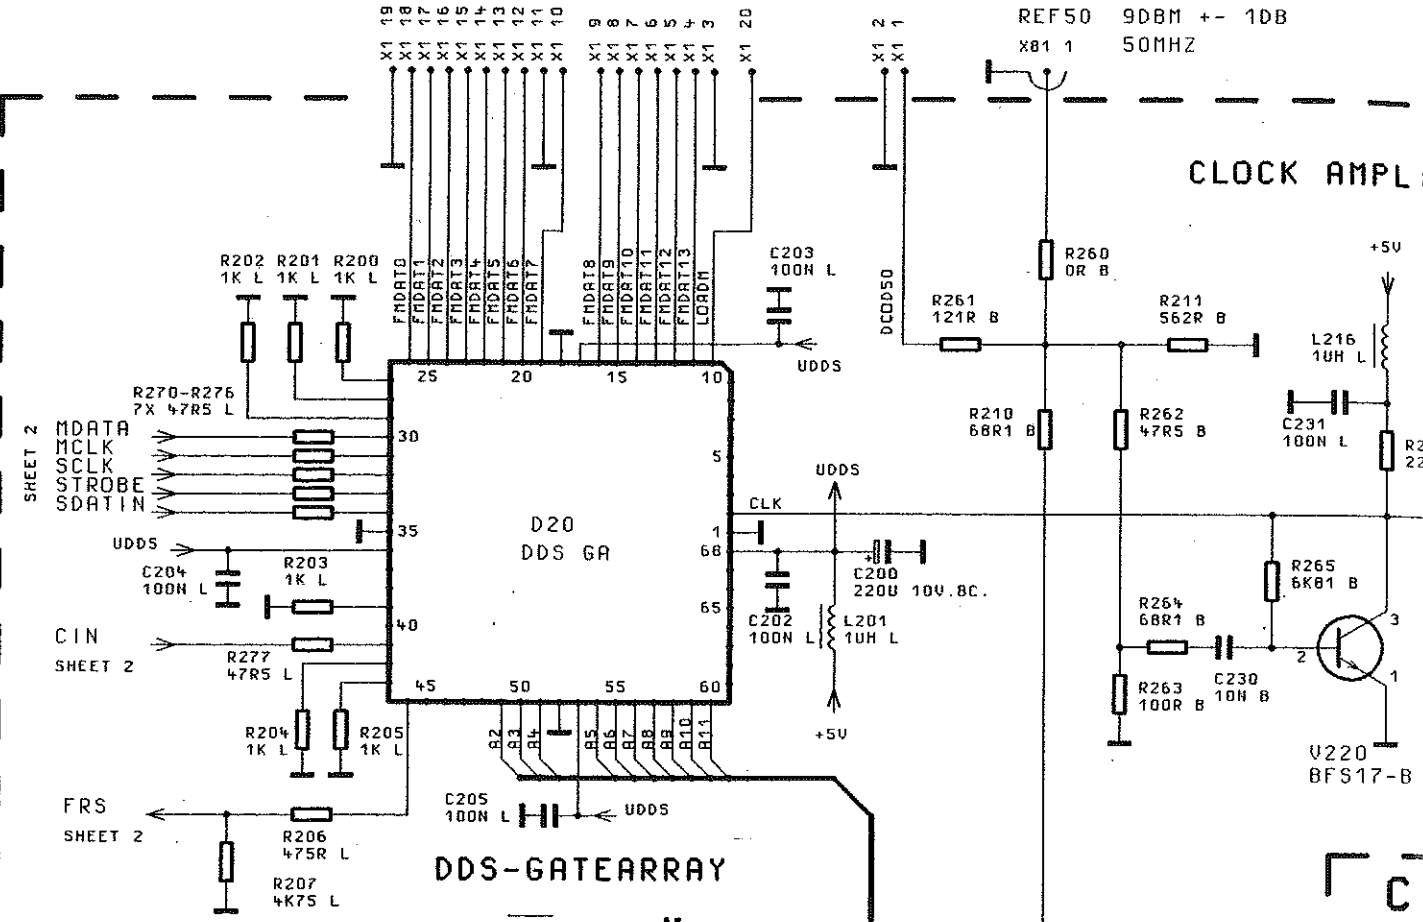 X1 19
X1 18
X1 17
X1 16
X1 15
X1 14
X1 13
X1 12
X1 11
X1 10
X1 9
X1 8
X1 7
X1 6
X1 5
X1 4
X1 3
X1 20
X1 2
X1 1
REF50 9DBM +- 1DB
X81 1 50MHZ
CLOCK AMPL
+5V
R202
1K L
R201
1K L
R200
1K L
FMDAT0
FMDAT1
FMDAT2
FMDAT3
FMDAT4
FMDAT5
FMDAT6
FMDAT7
FMDAT8
FMDAT9
FMDAT10
FMDAT11
FMDAT12
FMDAT13
LOADM
C203
100N L
UDDS
DCOD50
R260
0R B
R261
121R B
R211
562R B
L216
1UH L
R270-R276
7X 47R5 L
25
20
15
10
SHEET 2
MDATA
MCLK
SCLK
STROBE
SDATIN
30
35
5
R210
68R1 B
R262
47R5 B
C231
100N L
R2
22
UDDS
CLK
1
68
D20
DDS GA
UDDS
C204
100N L
R203
1K L
C200
220U 10V.8C.
+
65
C202
100N L
L201
1UH L
R265
6K81 B
R264
68R1 B
40
CIN
SHEET 2
R277
47R5 L
2
3
1
45
50
55
60
R263
100R B
C230
10N B
R204
1K L
R205
1K L
A2
A3
A4
A5
A6
A7
A8
A9
A10
A11
+5V
V220
BFS17-B
FRS
SHEET 2
C205
100N L
UDDS
R206
475R L
R207
4K75 L
DDS-GATEARRAY
C